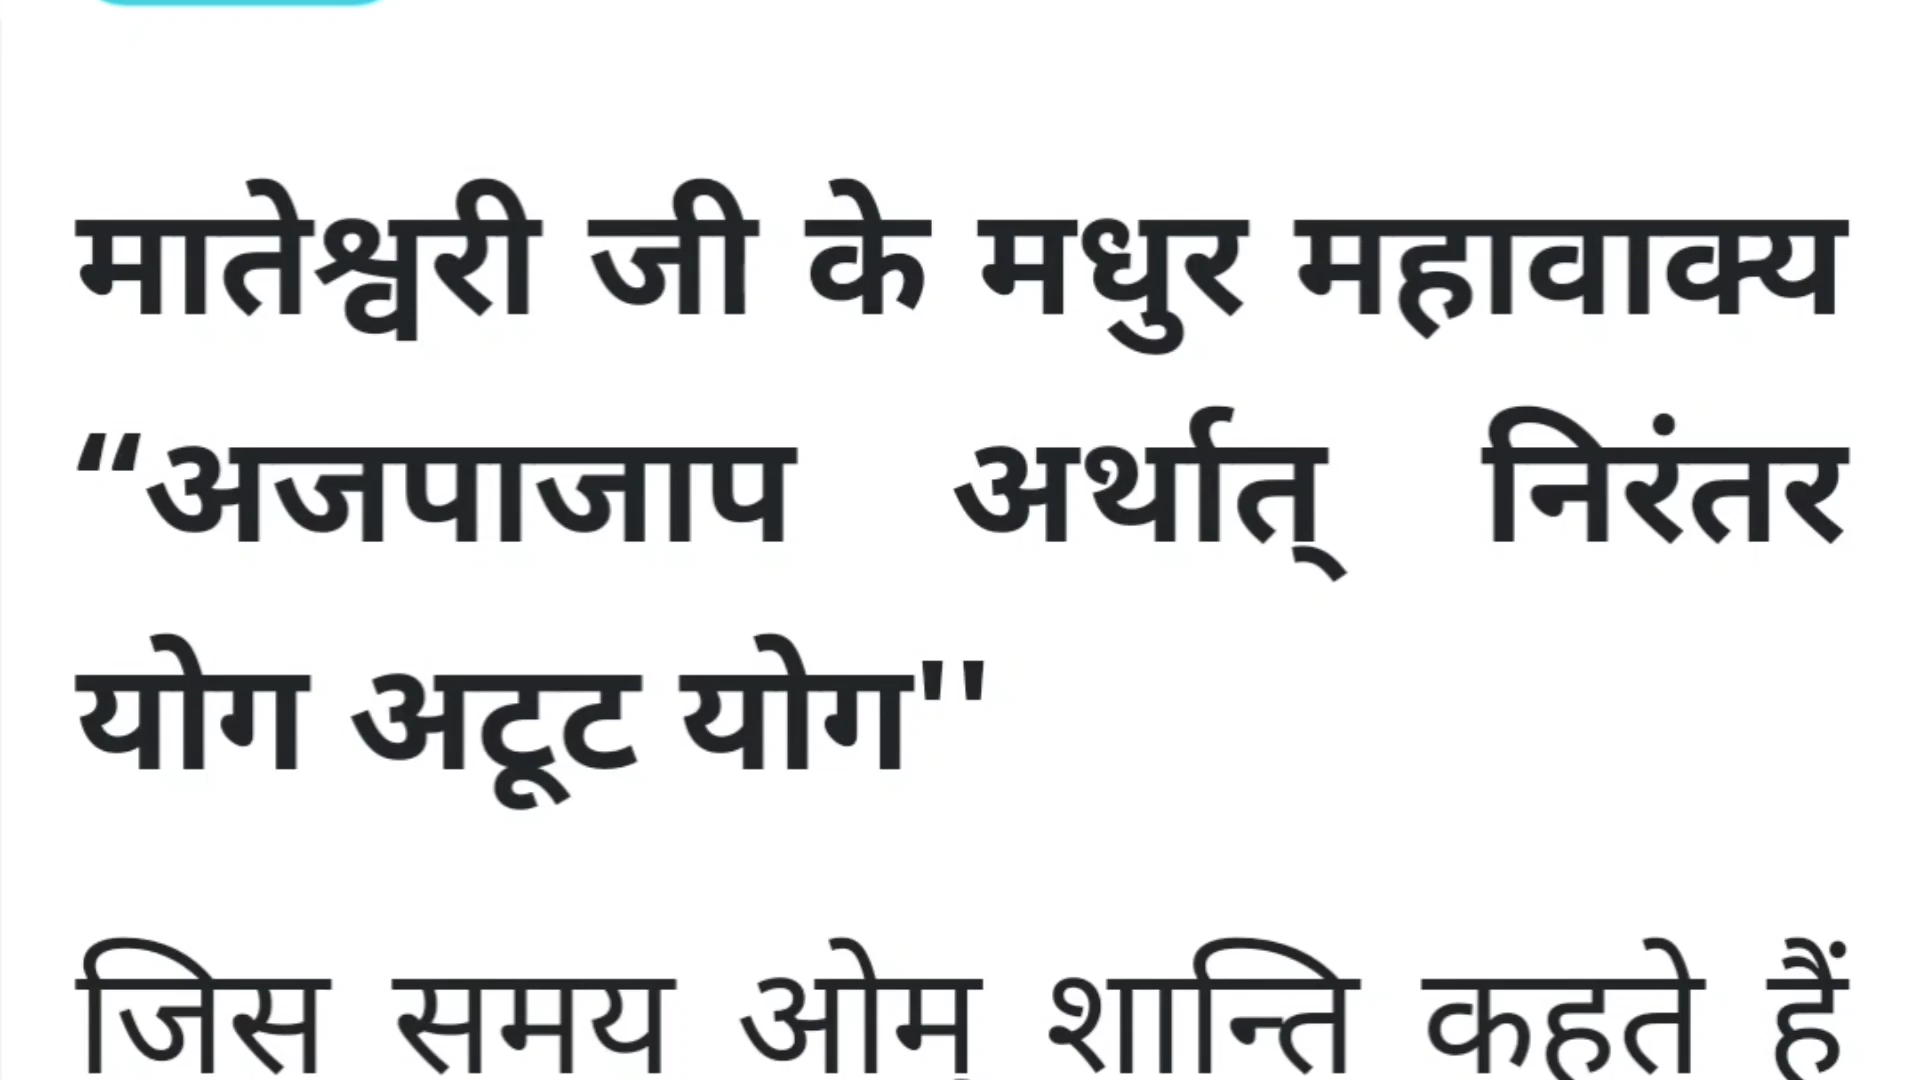 मातेश्वरी जी के मधुर महावाक्य
“अजपाजाप अर्थात् निरंतर
योग अटूट योग''
जिस समय ओम् शान्ति कहते हैं